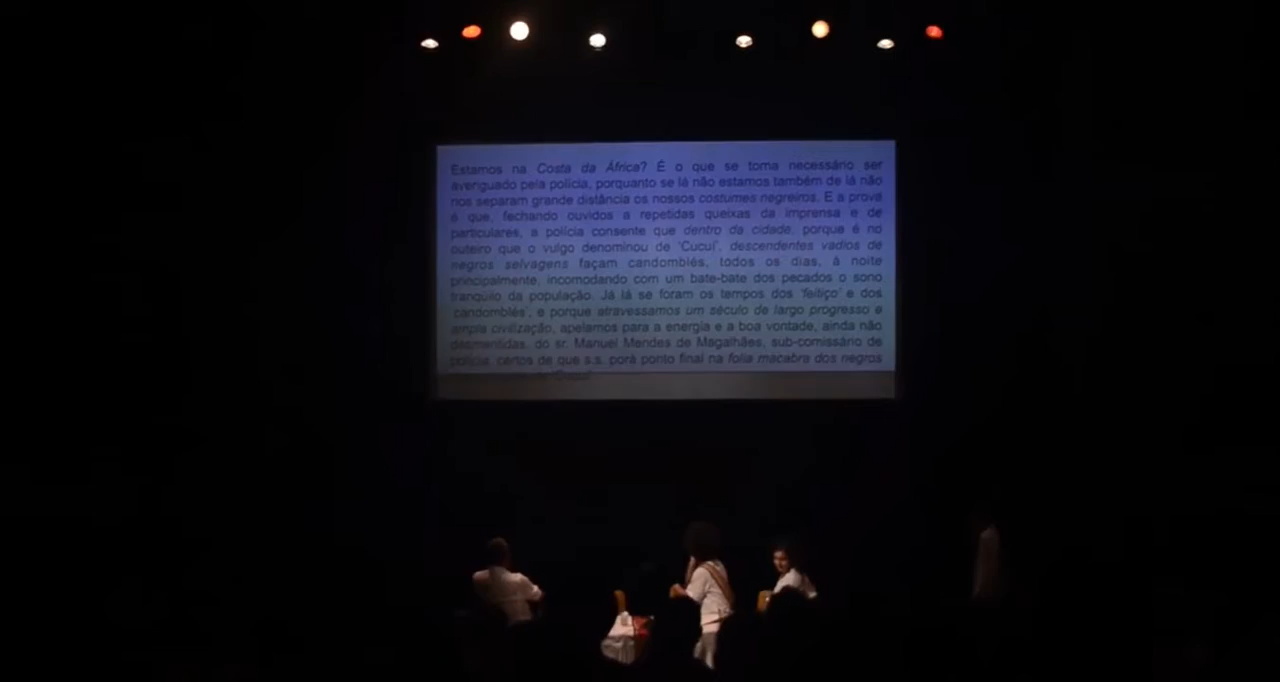 Estamos na Costa da África? É o que se torna necessário ser
averiguado pela polícia, porquanto se lá não estamos também de lá não
nos separam grande distância os nossos costumes negreiros. E a prova
é que, fechando ouvidos a repetidas queixas da imprensa e de
particulares, a polícia consente que dentro da cidade, porque é no
outeiro que o vulgo denominou de 'Cucuí', descendentes vadios de
negros selvagens façam candomblés, todos os dias, à noite
principalmente, incomodando com um bate-bate dos pecados o sono
tranquilo da população. Já lá se foram os tempos dos 'feitiço' e dos
'candomblés', e porque atravessamos um século de largo progresso e
ampla civilização, apelamos para a energia e a boa vontade, ainda não
desmentidas, do sr. Manuel Mendes de Magalhães, sub-comissário de
polícia, certos de que s.s. porá ponto final na folia macabra dos negros